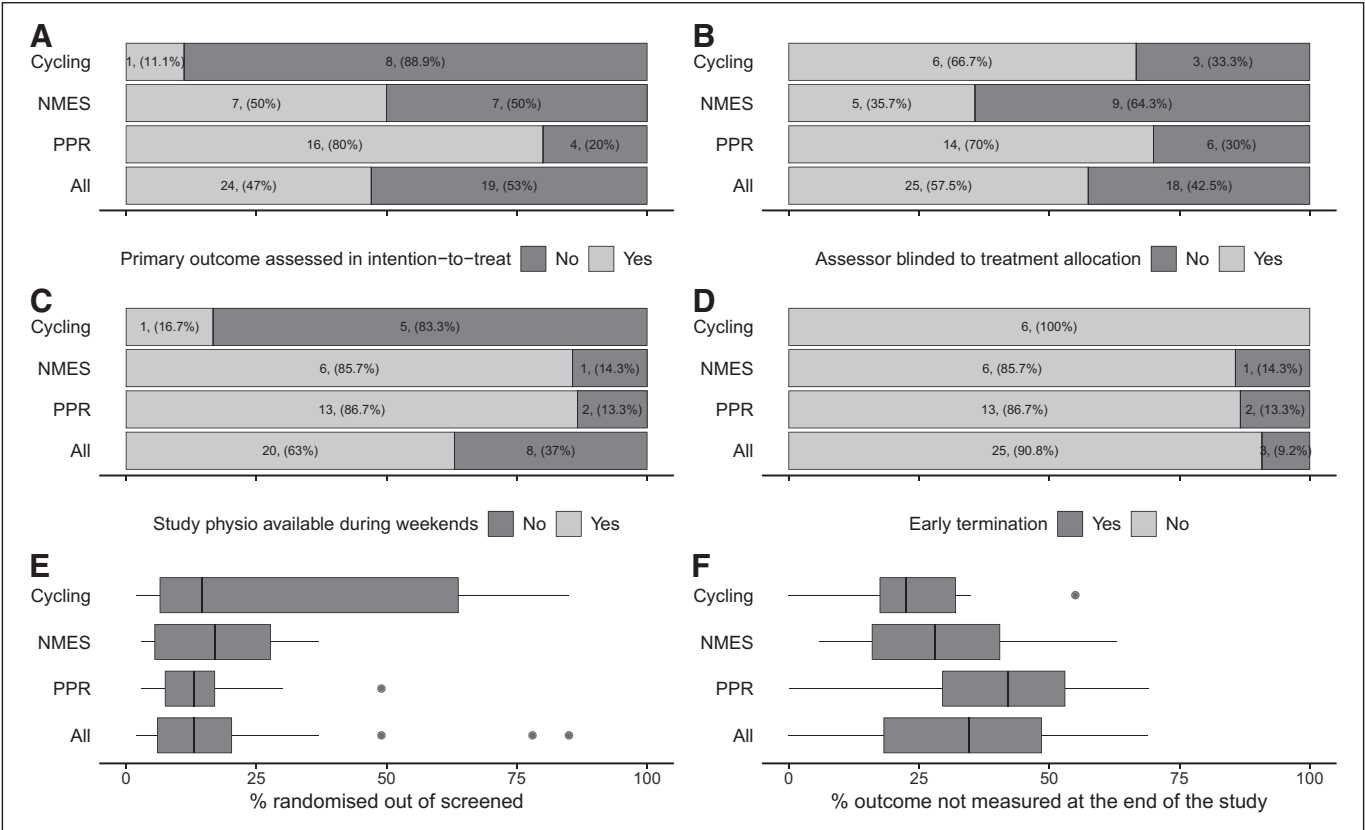 A
Cycling 1, (11.1%) 8, (88.9%)
NMES 7, (50%) 7, (50%)
PPR 16, (80%) 4, (20%)
All 24, (47%) 19, (53%)
Primary outcome assessed in intention−to−treat No Yes
B
Cycling 6, (66.7%) 3, (33.3%)
NMES 5, (35.7%) 9, (64.3%)
PPR 14, (70%) 6, (30%)
All 25, (57.5%) 18, (42.5%)
Assessor blinded to treatment allocation No Yes
C
Cycling 1, (16.7%) 5, (83.3%)
NMES 6, (85.7%) 1, (14.3%)
PPR 13, (86.7%) 2, (13.3%)
All 20, (63%) 8, (37%)
Study physio available during weekends No Yes
D
Cycling 6, (100%)
NMES 6, (85.7%) 1, (14.3%)
PPR 13, (86.7%) 2, (13.3%)
All 25, (90.8%) 3, (9.2%)
Early termination Yes No
E
Cycling
NMES
PPR
All
0 25 50 75 100
% randomised out of screened
F
Cycling
NMES
PPR
All
0 25 50 75 100
% outcome not measured at the end of the study